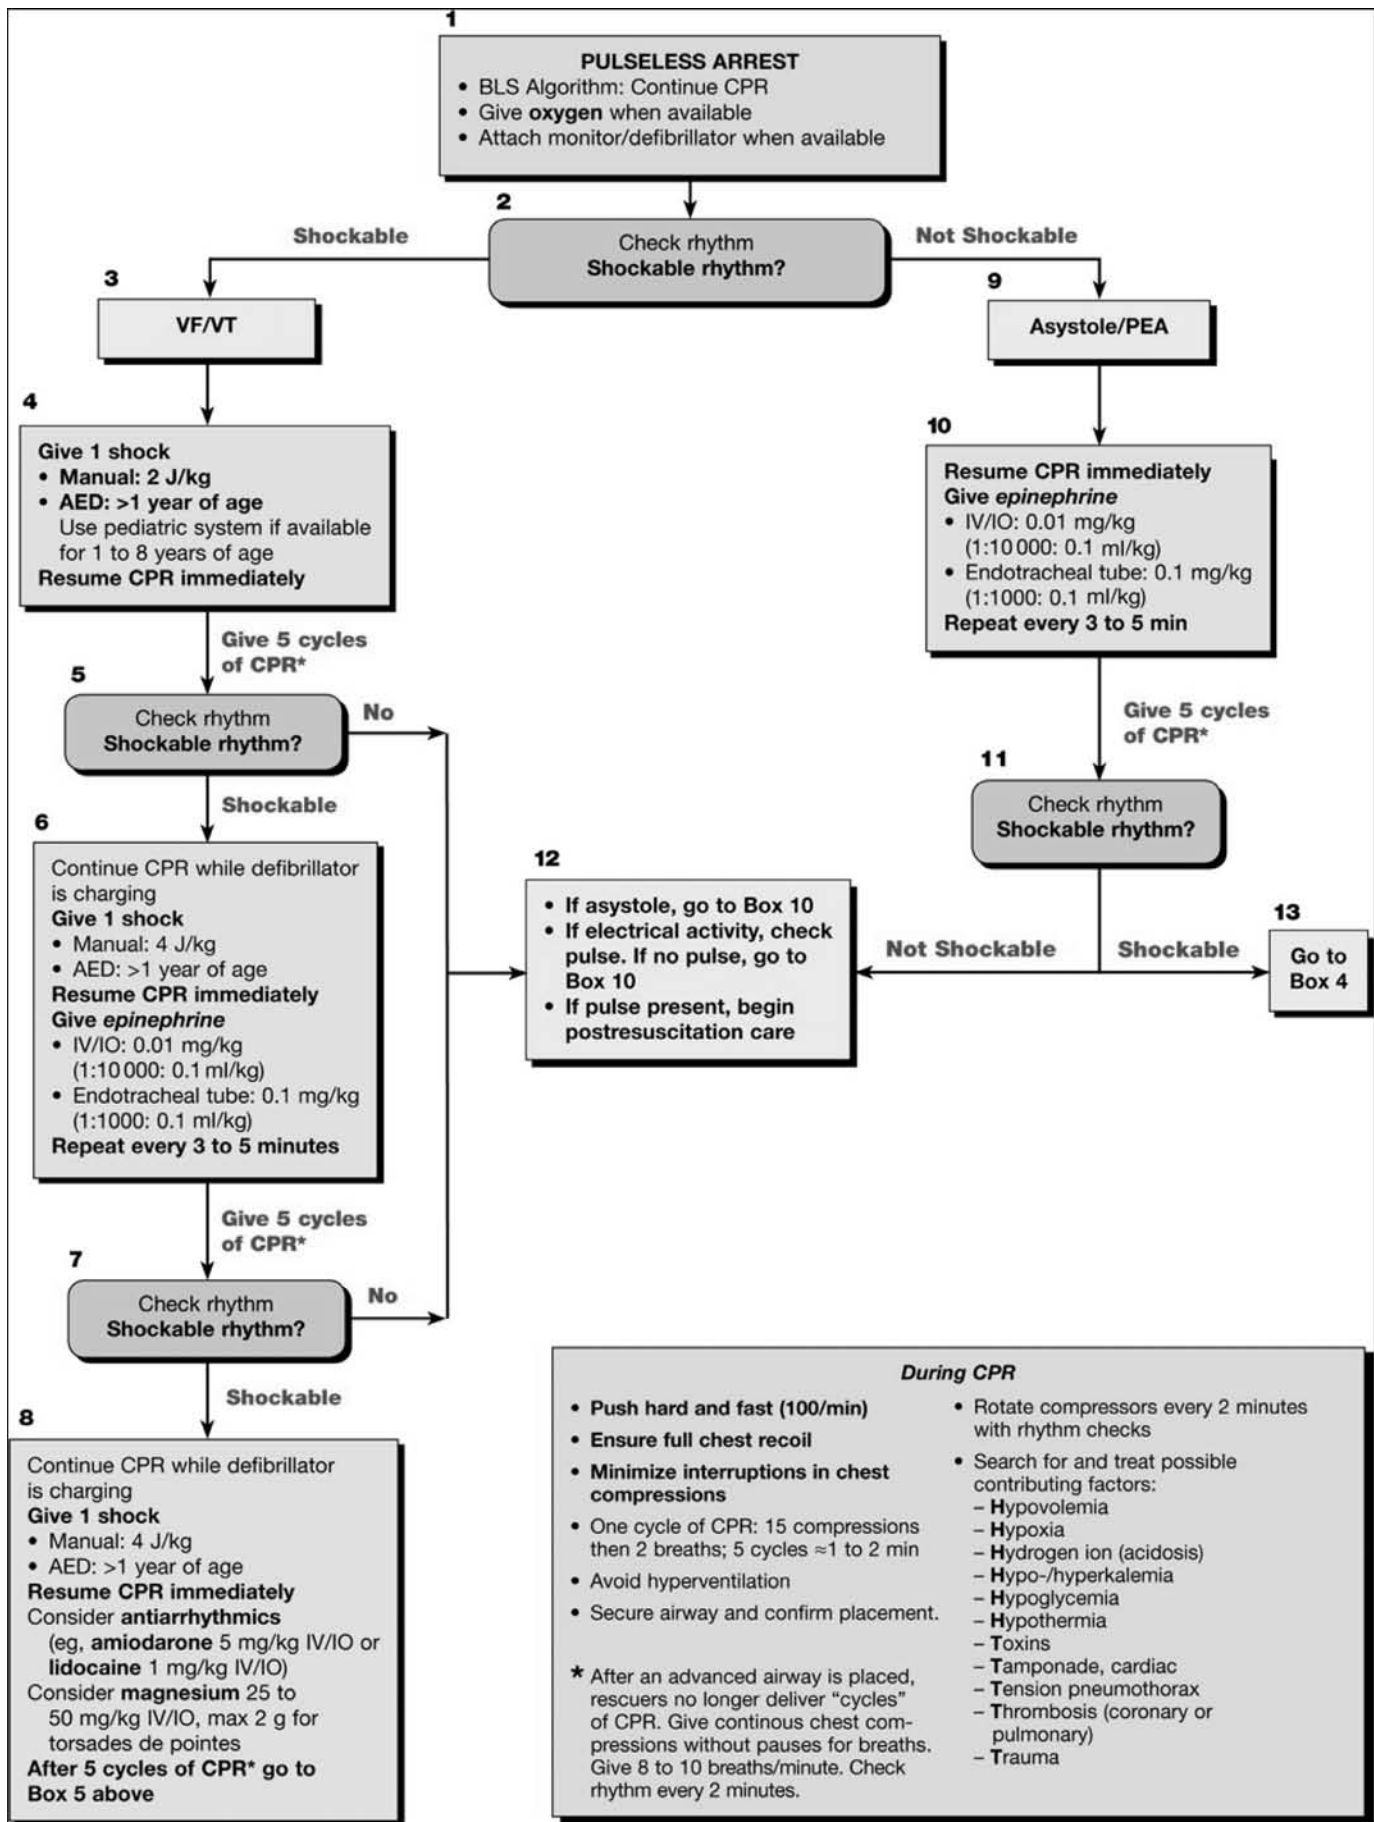 1
PULSELESS ARREST
• BLS Algorithm: Continue CPR
• Give oxygen when available
• Attach monitor/defibrillator when available
2
Shockable
Check rhythm
Shockable rhythm?
Not Shockable
3
VF/VT
9
Asystole/PEA
4
Give 1 shock
• Manual: 2 J/kg
• AED: >1 year of age
Use pediatric system if available
for 1 to 8 years of age
Resume CPR immediately
10
Resume CPR immediately
Give epinephrine
• IV/IO: 0.01 mg/kg
(1:10 000: 0.1 ml/kg)
• Endotracheal tube: 0.1 mg/kg
(1:1000: 0.1 ml/kg)
Repeat every 3 to 5 min
Give 5 cycles
of CPR*
5
Check rhythm
Shockable rhythm?
No
Give 5 cycles
of CPR*
11
Check rhythm
Shockable rhythm?
Shockable
6
Continue CPR while defibrillator
is charging
Give 1 shock
• Manual: 4 J/kg
• AED: >1 year of age
Resume CPR immediately
Give epinephrine
• IV/IO: 0.01 mg/kg
(1:10 000: 0.1 ml/kg)
• Endotracheal tube: 0.1 mg/kg
(1:1000: 0.1 ml/kg)
Repeat every 3 to 5 minutes
12
• If asystole, go to Box 10
• If electrical activity, check
pulse. If no pulse, go to
Box 10
• If pulse present, begin
postresuscitation care
Not Shockable
Shockable
13
Go to
Box 4
Give 5 cycles
of CPR*
7
Check rhythm
Shockable rhythm?
No
Shockable
8
Continue CPR while defibrillator
is charging
Give 1 shock
• Manual: 4 J/kg
• AED: >1 year of age
Resume CPR immediately
Consider antiarrhythmics
(eg, amiodarone 5 mg/kg IV/IO or
lidocaine 1 mg/kg IV/IO)
Consider magnesium 25 to
50 mg/kg IV/IO, max 2 g for
torsades de pointes
After 5 cycles of CPR* go to
Box 5 above
During CPR
• Push hard and fast (100/min)
• Ensure full chest recoil
• Minimize interruptions in chest
compressions
• One cycle of CPR: 15 compressions
then 2 breaths; 5 cycles ≈1 to 2 min
• Avoid hyperventilation
• Secure airway and confirm placement.
* After an advanced airway is placed,
rescuers no longer deliver “cycles”
of CPR. Give continous chest com-
pressions without pauses for breaths.
Give 8 to 10 breaths/minute. Check
rhythm every 2 minutes.
• Rotate compressors every 2 minutes
with rhythm checks
• Search for and treat possible
contributing factors:
– Hypovolemia
– Hypoxia
– Hydrogen ion (acidosis)
– Hypo-/hyperkalemia
– Hypoglycemia
– Hypothermia
– Toxins
– Tamponade, cardiac
– Tension pneumothorax
– Thrombosis (coronary or
pulmonary)
– Trauma